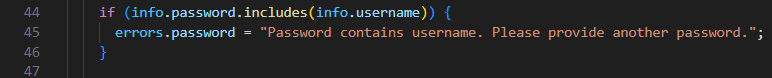 44 if (info.password.includes(info.username)) {
45 errors.password = "Password contains username. Please provide another password.";
46 }
47